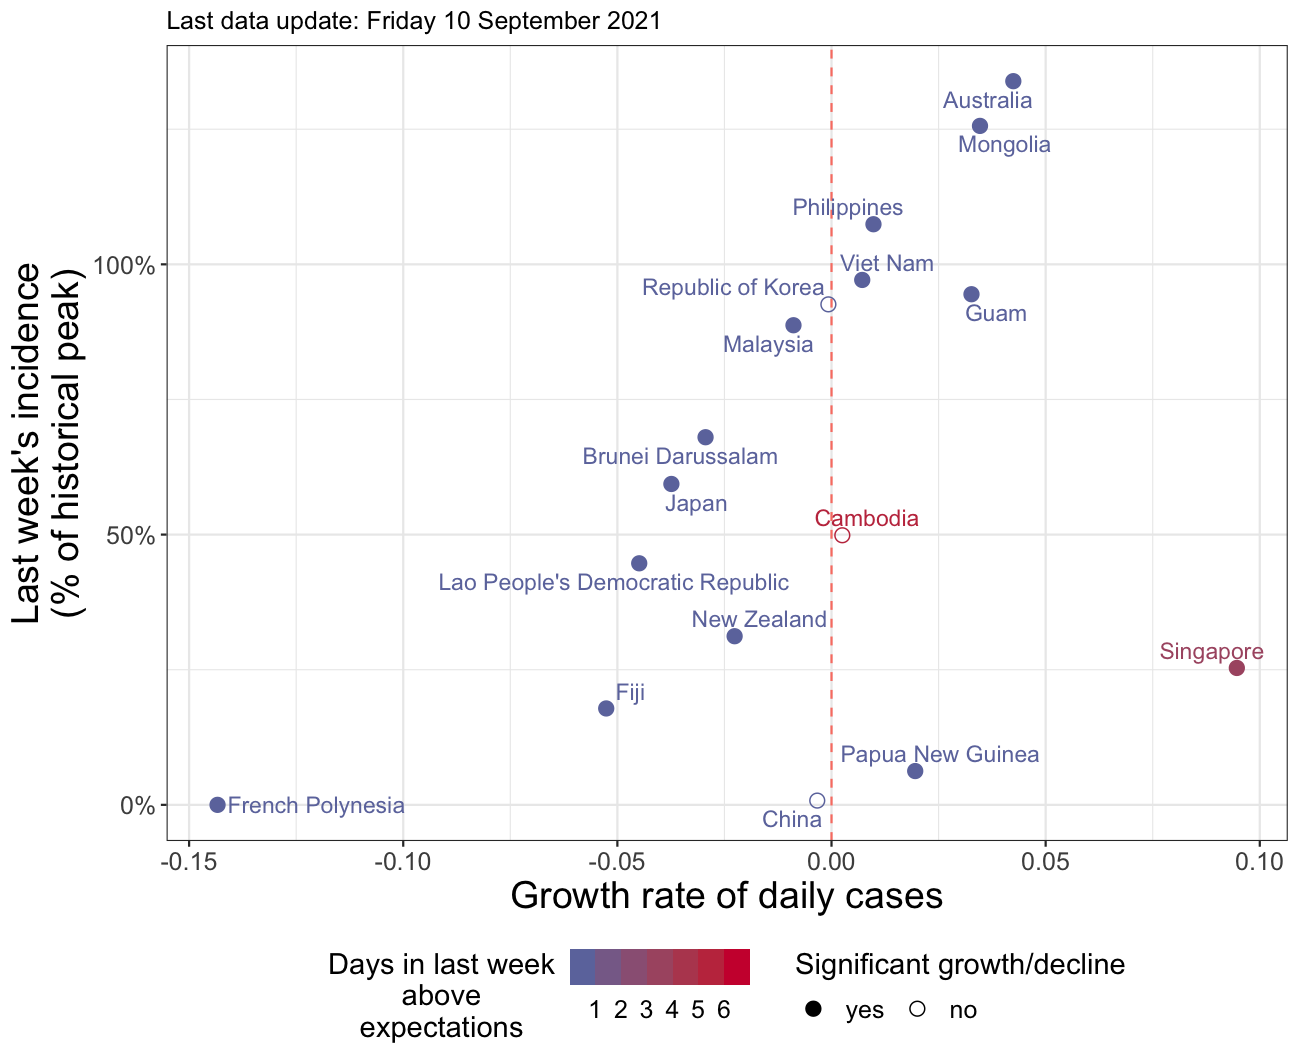 Last data update: Friday 10 September 2021
Last week's incidence
(% of historical peak)
100%
50%
0%
Australia
Mongolia
Philippines
Viet Nam
Republic of Korea
Guam
Malaysia
Brunei Darussalam
Japan
Cambodia
Lao People's Democratic Republic
New Zealand
Singapore
Fiji
Papua New Guinea
French Polynesia
China
-0.15 -0.10 -0.05 0.00 0.05 0.10
Growth rate of daily cases
Days in last week
above
expectations
1 2 3 4 5 6
Significant growth/decline
yes no